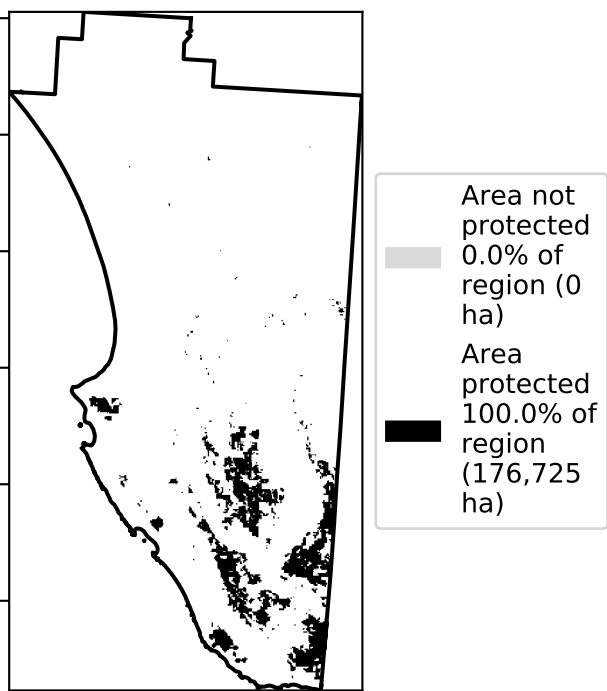 Area not
protected
0.0% of
region (0
ha)
Area
protected
100.0% of
region
(176,725
ha)